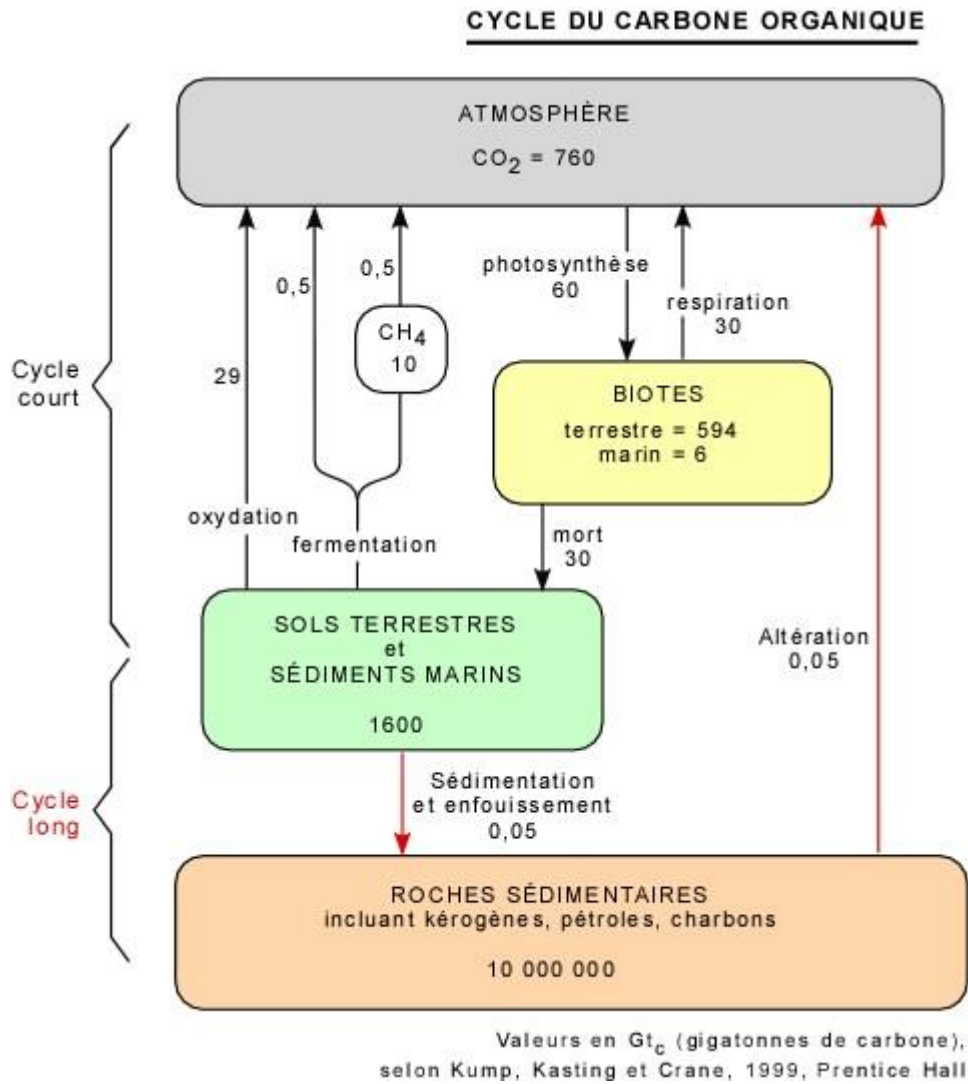 CYCLE DU CARBONE ORGANIQUE
ATMOSPHÈRE
CO2 = 760
0,5
0,5
photosynthèse
60
respiration
30
CH4
10
29
Cycle
court
BIOTES
terrestre = 594
marin = 6
oxydation
fermentation
mort
30
SOLS TERRESTRES
et
SÉDIMENTS MARINS
1600
Altération
0,05
Cycle
long
Sédimentation
et enfouissement
0,05
ROCHES SÉDIMENTAIRES
incluant kérogènes, pétroles, charbons
10 000 000
Valeurs en Gtc (gigatonnes de carbone),
selon Kump, Kasting et Crane, 1999, Prentice Hall